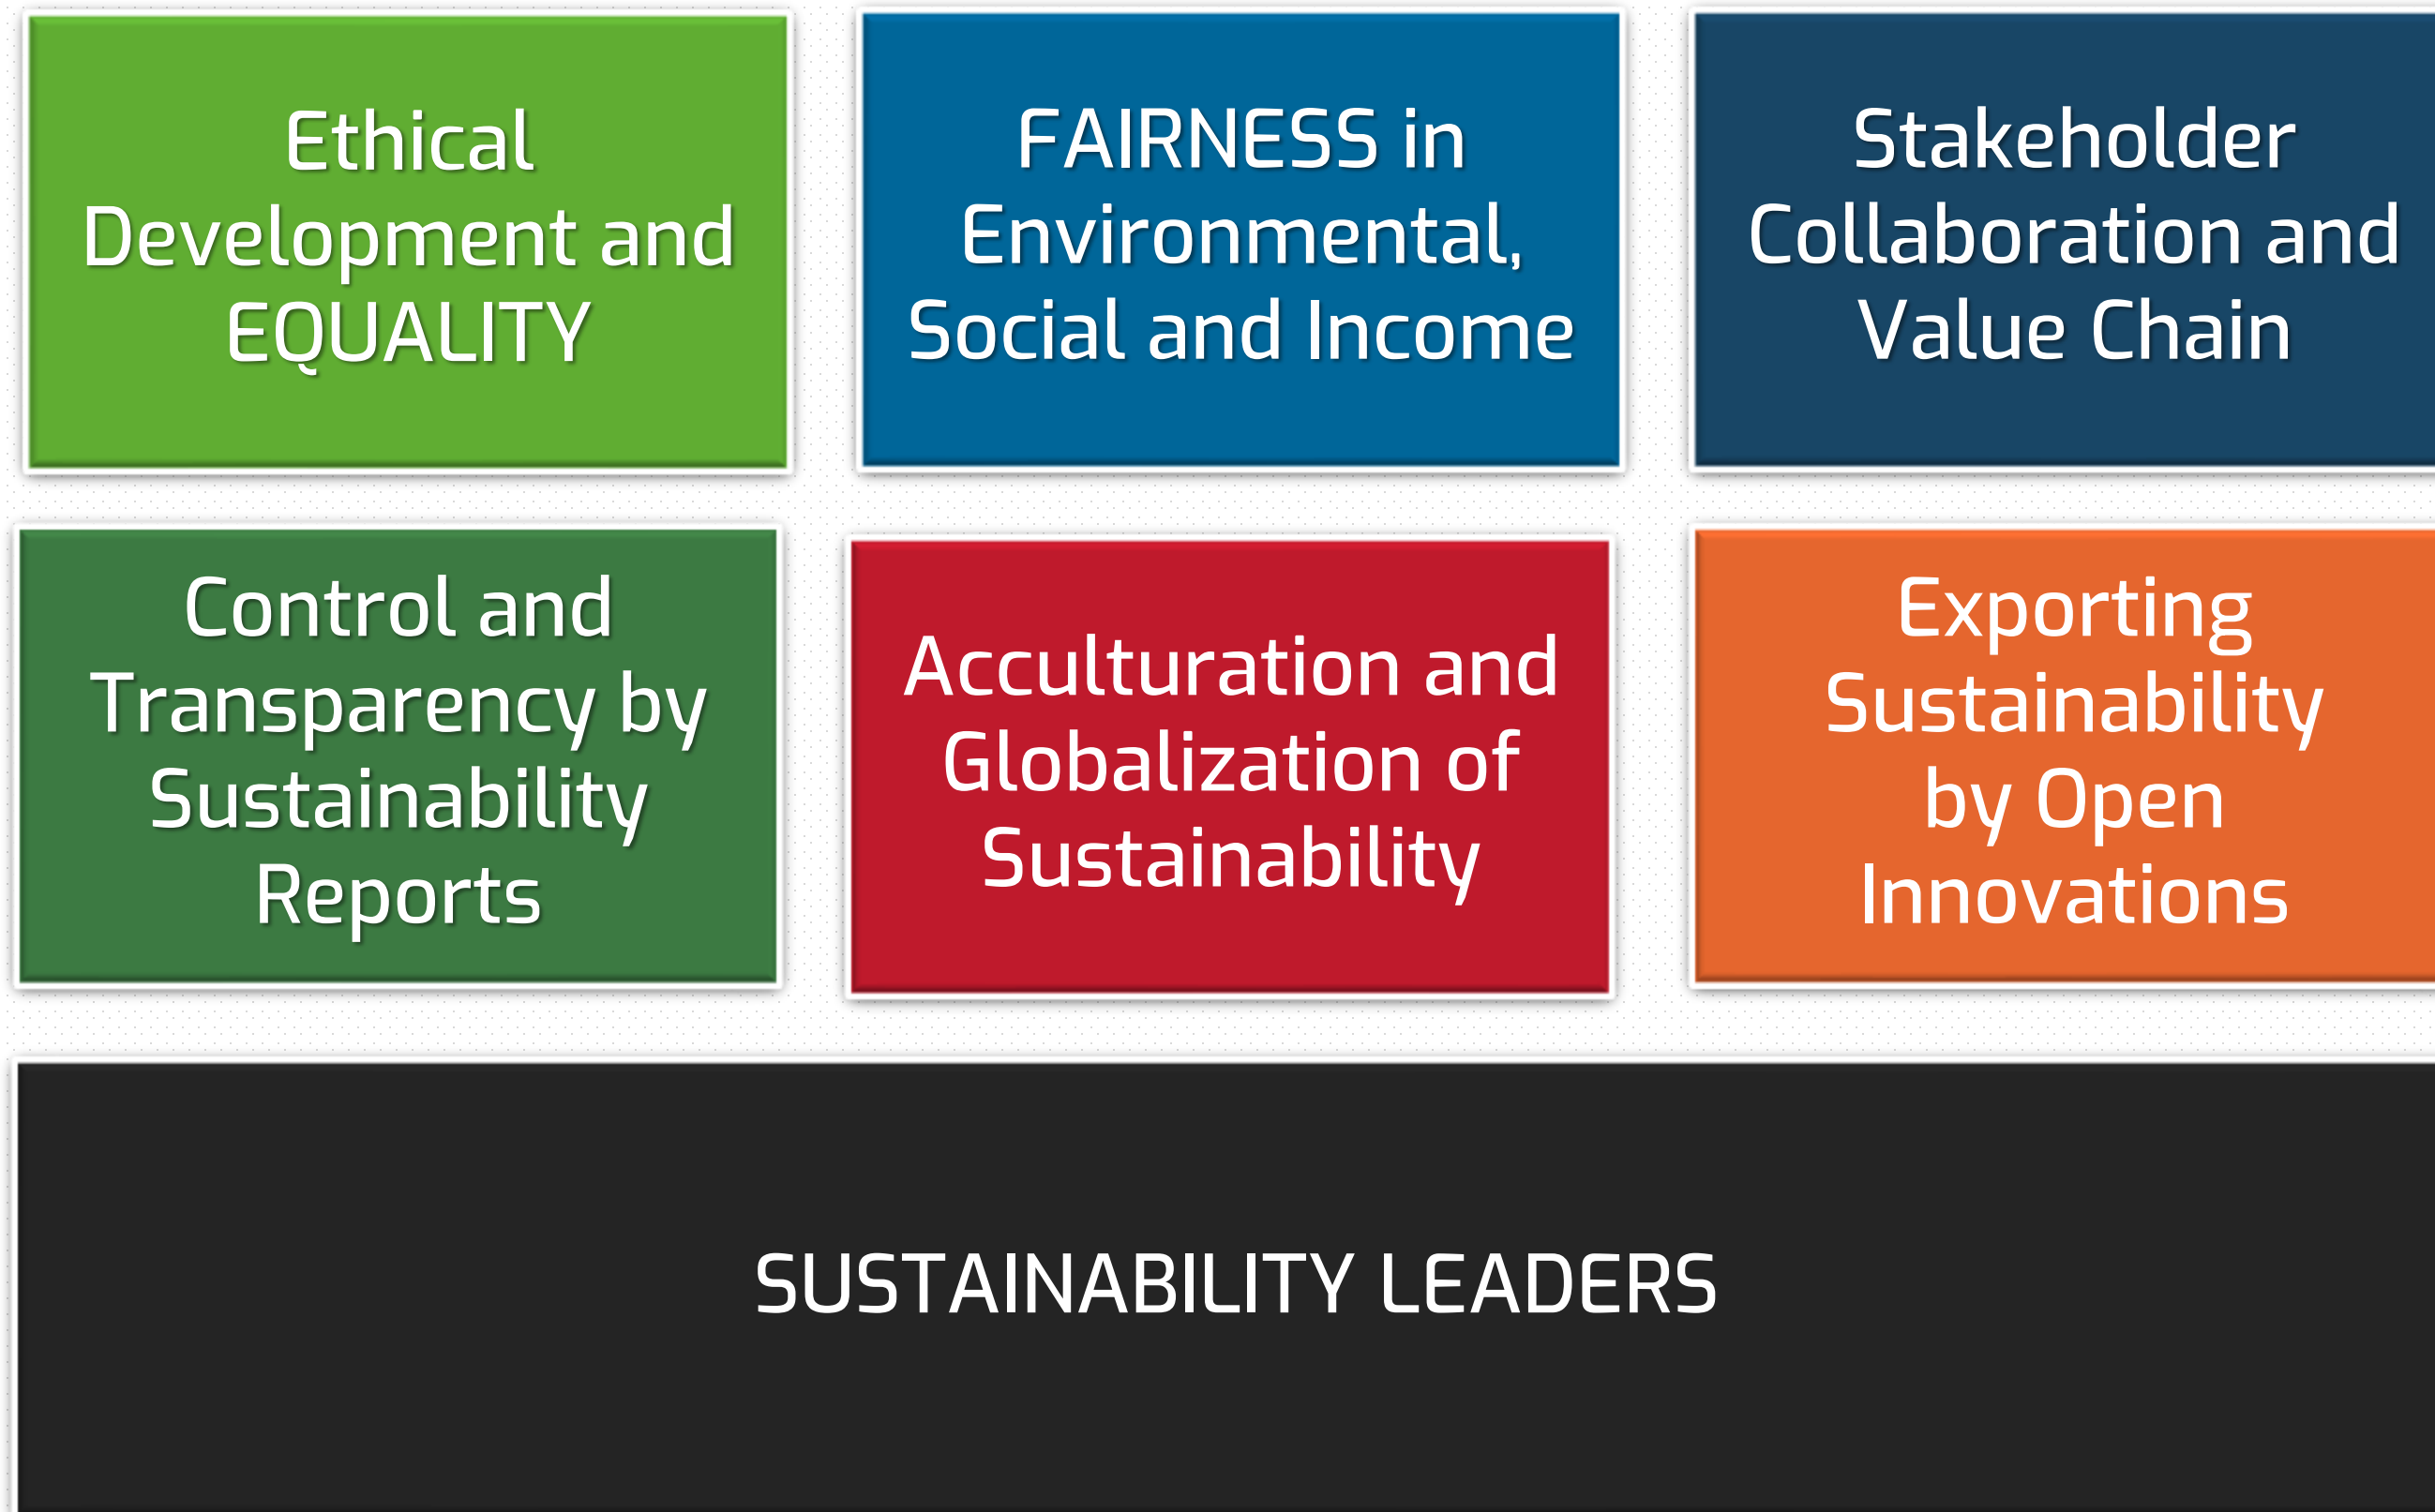 Ethical
Development and
EQUALITY
FAIRNESS in
Environmental,
Social and Income
Stakeholder
Collaboration and
Value Chain
Control and
Transparency by
Sustainability
Reports
Acculturation and
Globalization of
Sustainability
Exporting
Sustainability
by Open
Innovations
SUSTAINABILITY LEADERS